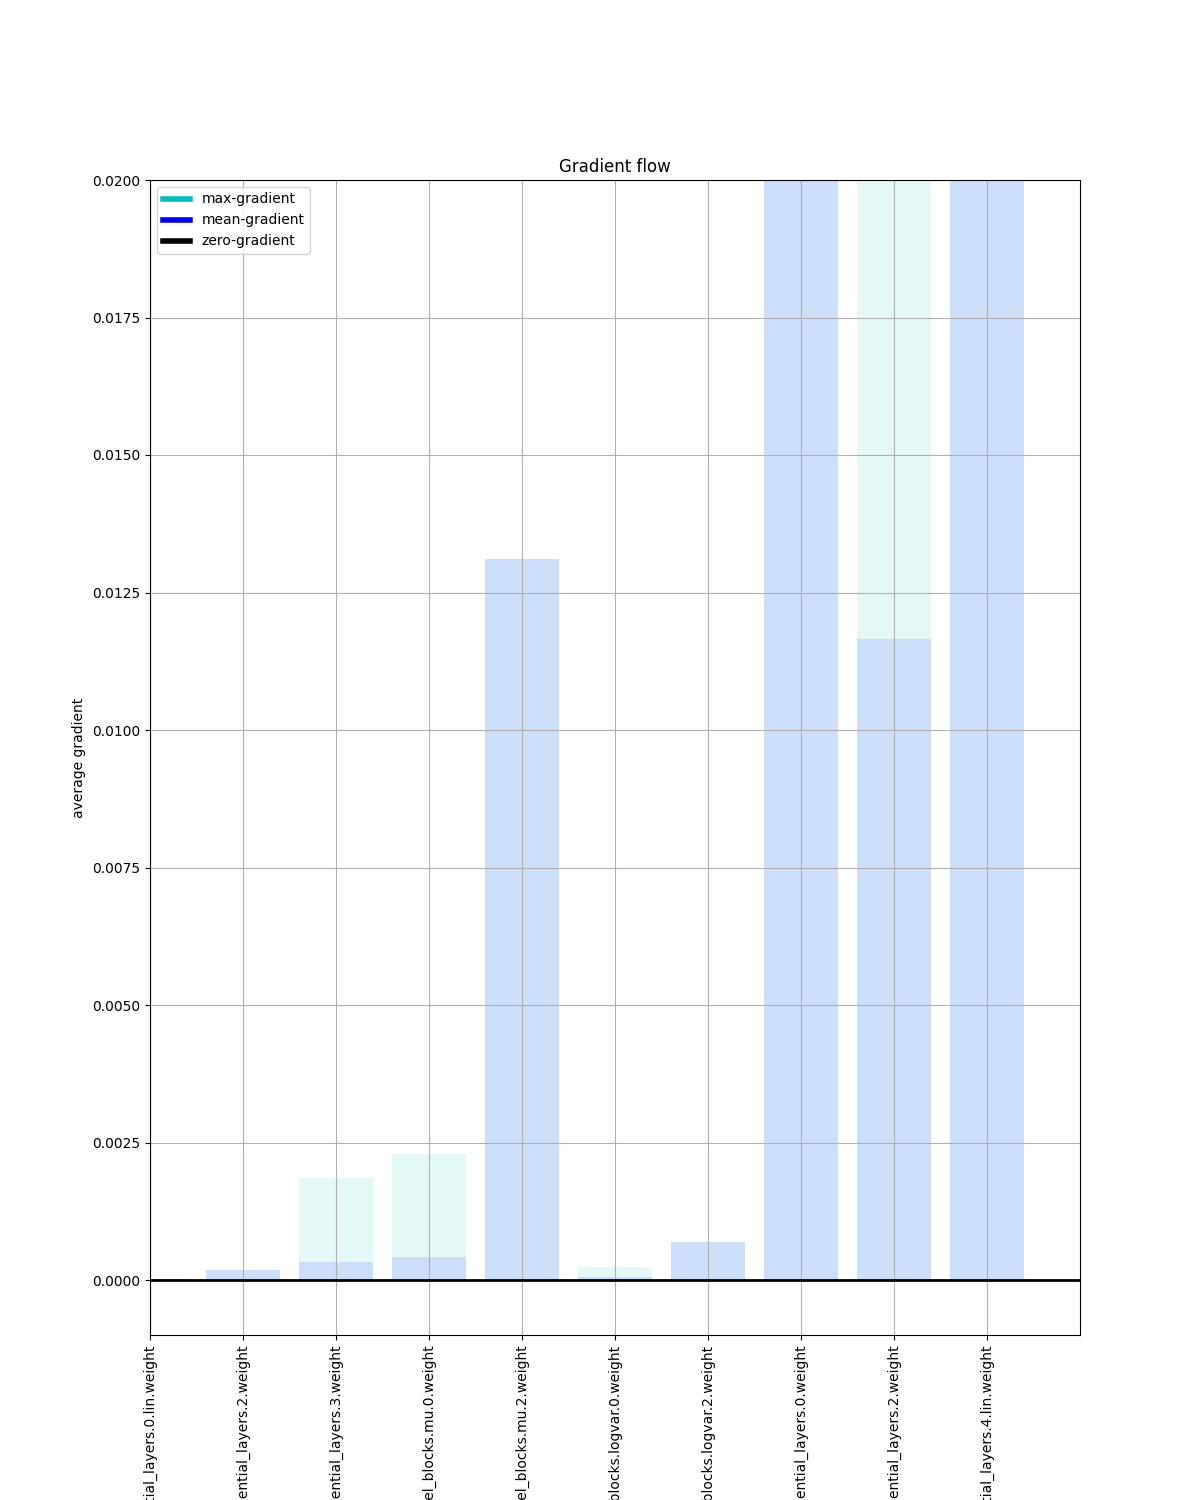 Gradient flow
max-gradient
mean-gradient
zero-gradient
0.0200
0.0175
0.0150
0.0125
0.0100
0.0075
0.0050
0.0025
0.0000
average gradient
tial_layers.0.lin.weight
ential_layers.2.weight
ential_layers.3.weight
el_blocks.mu.0.weight
el_blocks.mu.2.weight
blocks.logvar.0.weight
blocks.logvar.2.weight
ential_layers.0.weight
ential_layers.2.weight
tial_layers.4.lin.weight